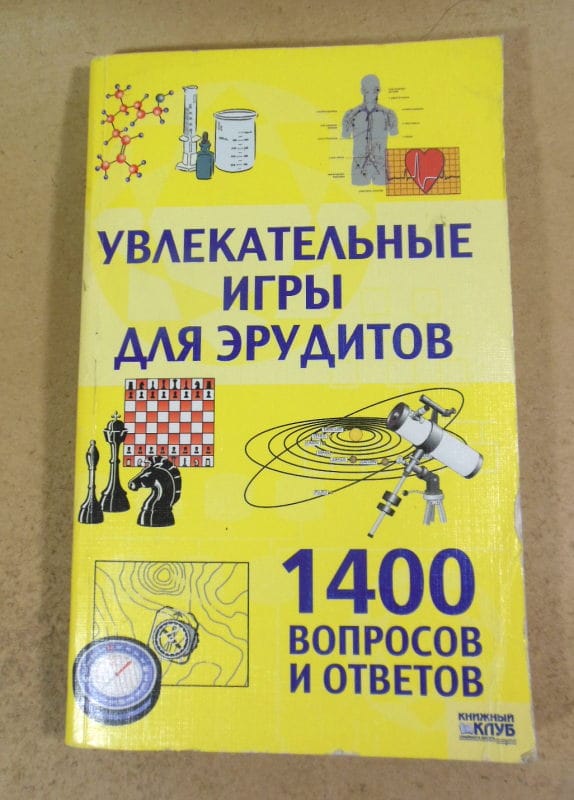 УВЛЕКАТЕЛЬНЫЕ
ИГРЫ
ДЛЯ ЭРУДИТОВ
1400
ВОПРОСОВ
И ОТВЕТОВ
КНИЖНЫЙ
КЛУБ